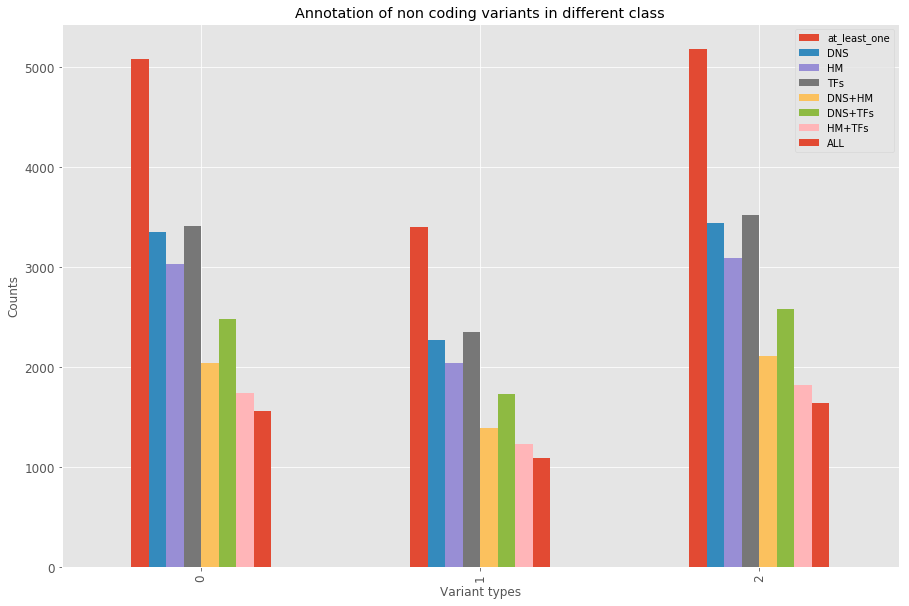 Annotation of non coding variants in different class
at_least_one
DNS
HM
TFs
DNS+HM
DNS+TFs
HM+TFs
ALL
5000
4000
3000
2000
1000
0
Counts
0
1
2
Variant types